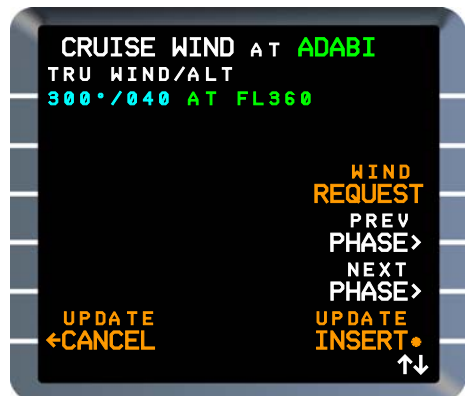 CRUISE WIND AT ADABI
TRU WIND/ALT
300°/040 AT FL360
WIND
REQUEST
PREV
PHASE>
NEXT
PHASE>
UPDATE UPDATE
←CANCEL INSERT*
↑↓